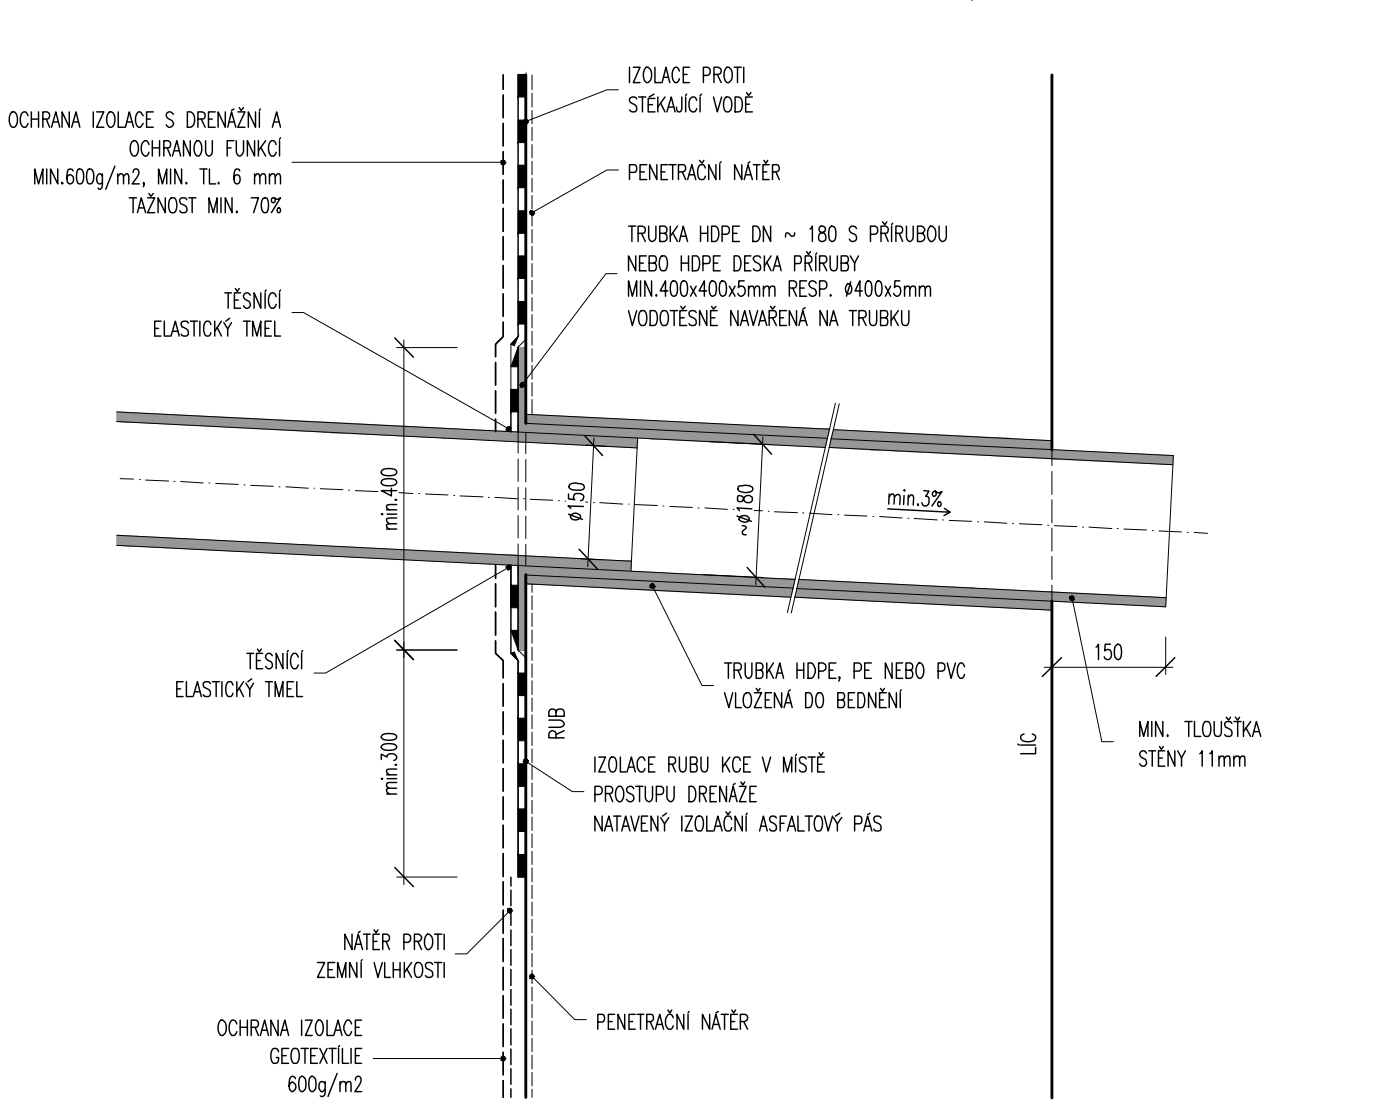 IZOLACE PROTI
STÉKAJÍCÍ VODĚ
OCHRANA IZOLACE S DRENÁŽNÍ A
OCHRANOU FUNKCÍ
MIN.600g/m2, MIN. TL. 6 mm
TAŽNOST MIN. 70%
PENETRAČNÍ NÁTĚR
TRUBKA HDPE DN ~ 180 S PŘÍRUBOU
NEBO HDPE DESKA PŘÍRUBY
MIN.400x400x5mm RESP. ø400x5mm
VODOTĚSNĚ NAVAŘENÁ NA TRUBKU
TĚSNÍCÍ
ELASTICKÝ TMEL
min.400
ø150
~ø180
min.3%
TĚSNÍCÍ
ELASTICKÝ TMEL
TRUBKA HDPE, PE NEBO PVC
VLOŽENÁ DO BEDNĚNÍ
150
RUB
LÍC
MIN. TLOUŠŤKA
STĚNY 11mm
min.300
IZOLACE RUBU KCE V MÍSTĚ
PROSTUPU DRENÁŽE
NATAVENÝ IZOLAČNÍ ASFALTOVÝ PÁS
NÁTĚR PROTI
ZEMNÍ VLHKOSTI
PENETRAČNÍ NÁTĚR
OCHRANA IZOLACE
GEOTEXTÍLIE
600g/m2